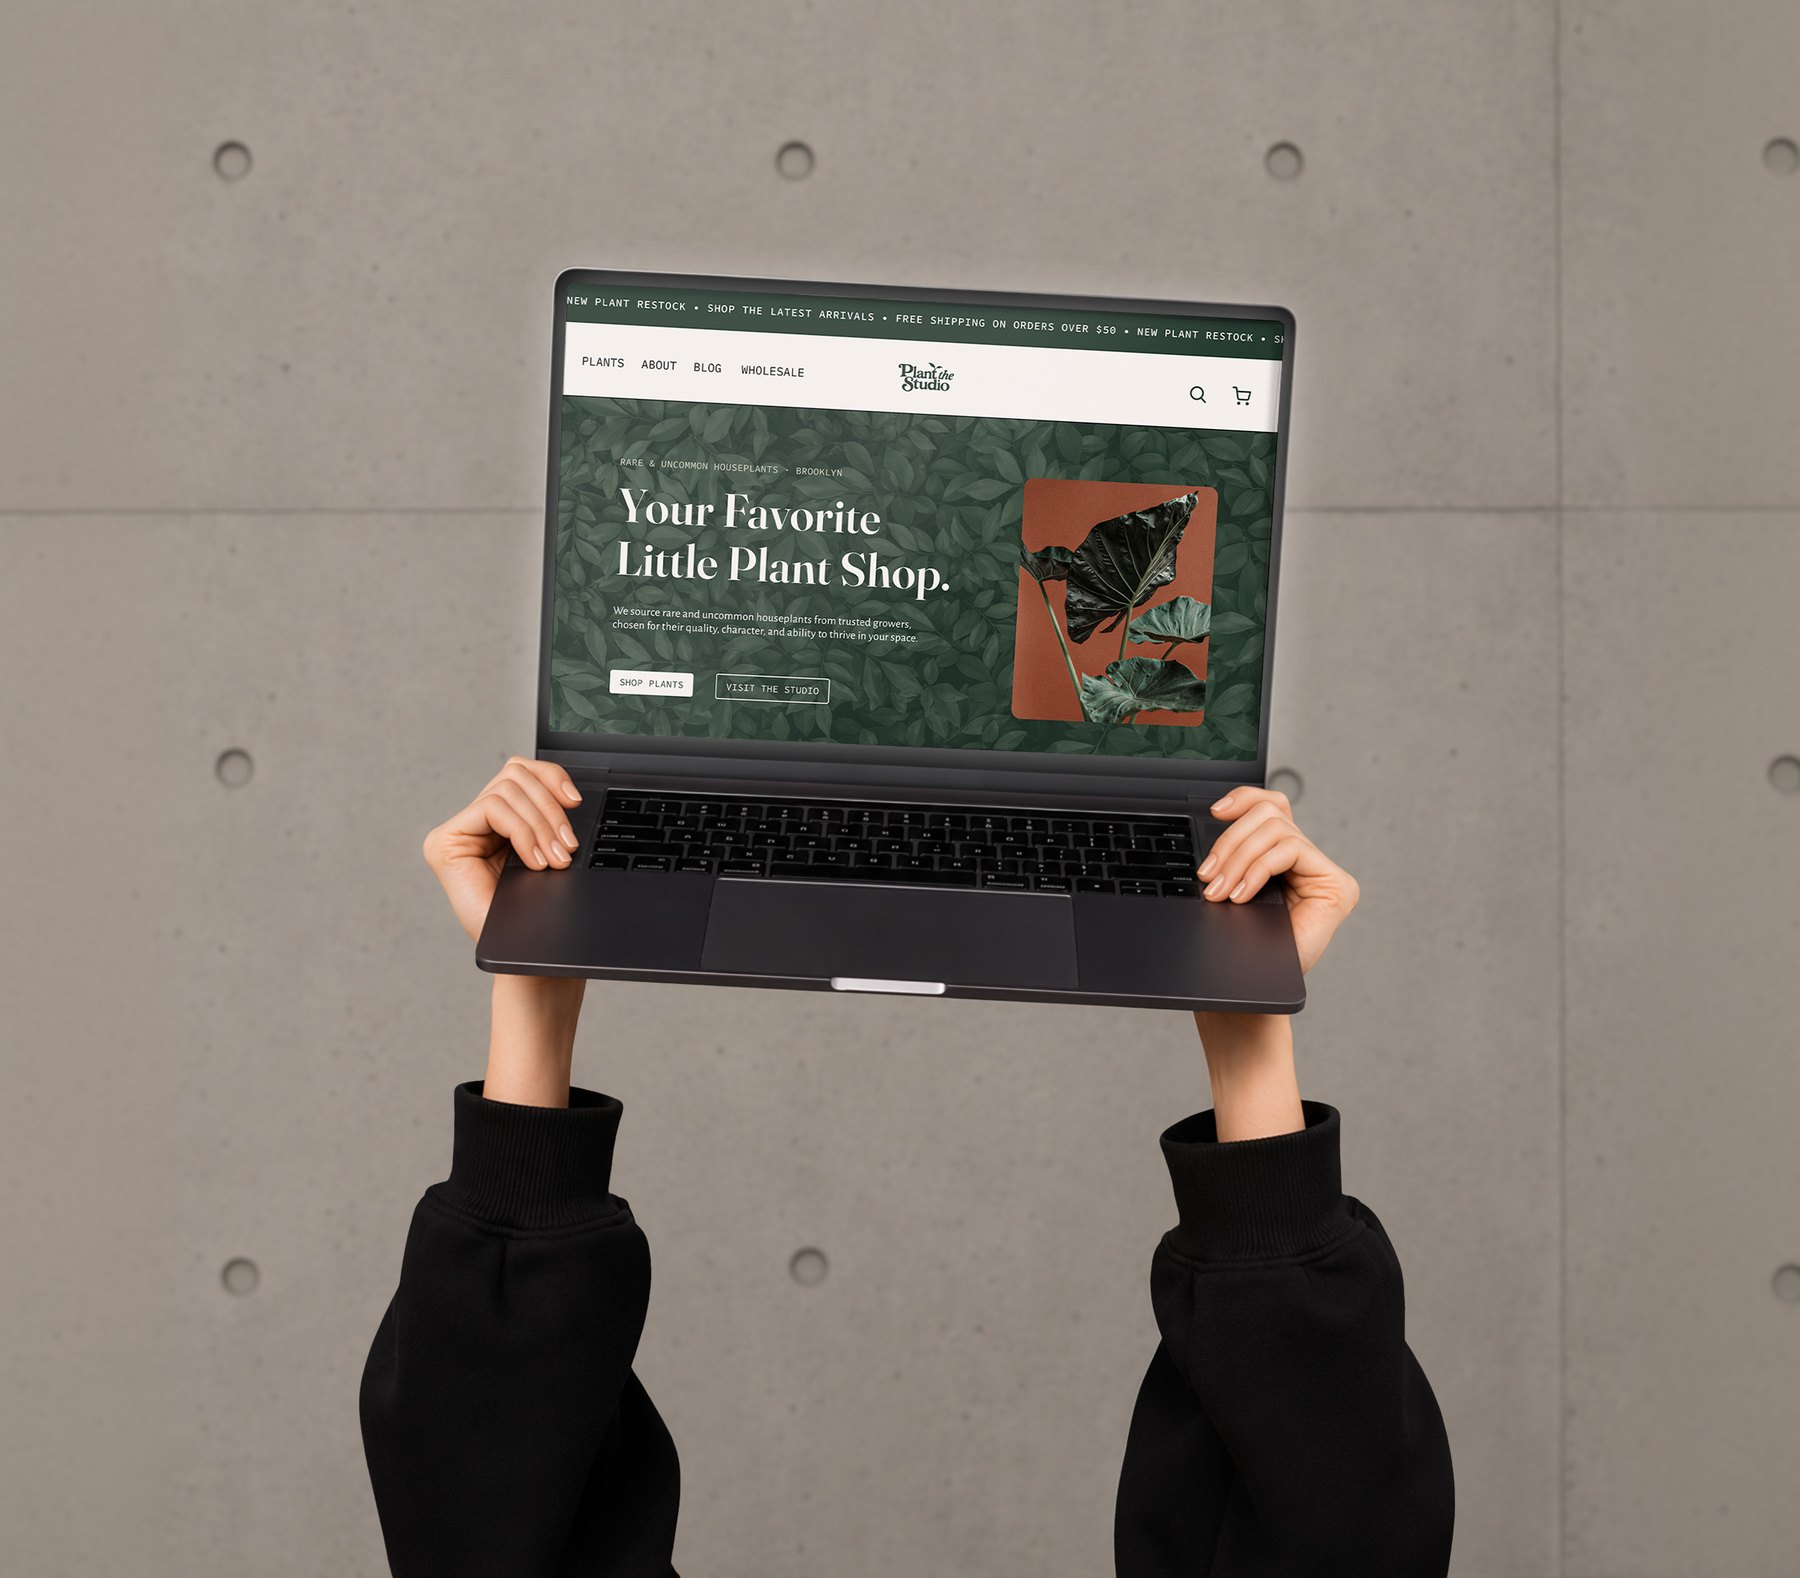 NEW PLANT RESTOCK • SHOP THE LATEST ARRIVALS • FREE SHIPPING ON ORDERS OVER $50 • NEW PLANT RESTOCK •
PLANTS ABOUT BLOG WHOLESALE
Plant the
Studio
RARE & UNCOMMON HOUSEPLANTS · BROOKLYN
Your Favorite
Little Plant Shop.
We source rare and uncommon houseplants from trusted growers,
chosen for their quality, character, and ability to thrive in your space.
SHOP PLANTS
VISIT THE STUDIO